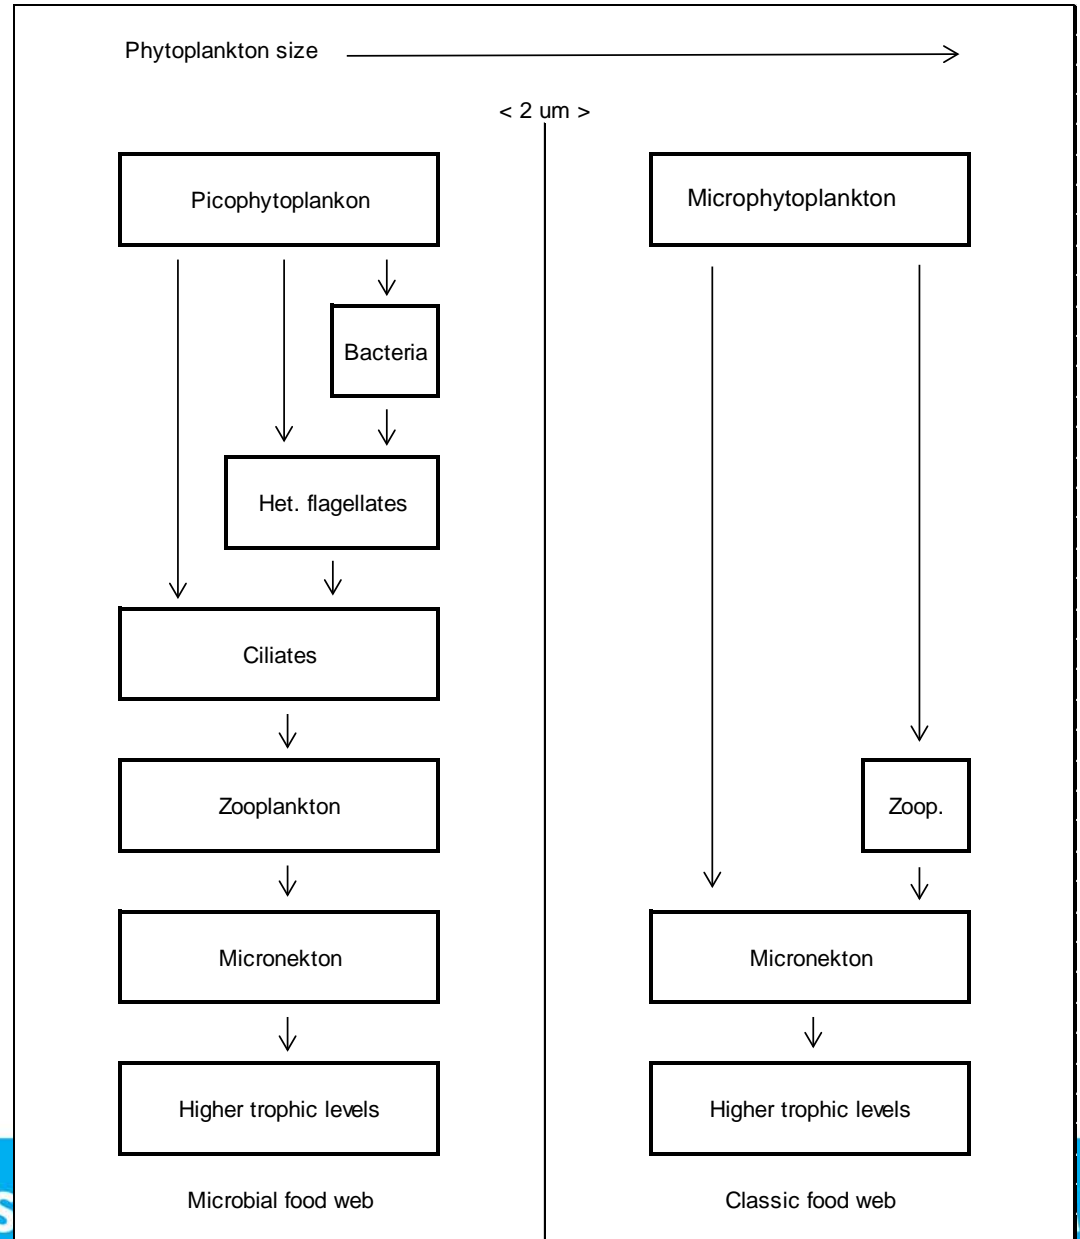 Phytoplankton size
< 2 um >
Picophytoplankon
Microphytoplankton
Bacteria
Het. flagellates
Ciliates
Zooplankton
Zoop.
Micronekton
Micronekton
Higher trophic levels
Higher trophic levels
Microbial food web
Classic food web